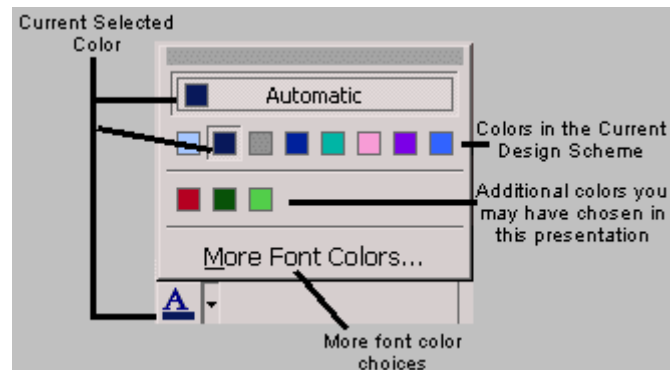 Current Selected
Color
Automatic
Colors in the Current
Design Scheme
Additional colors you
may have chosen in
this presentation
More Font Colors...
A
More font color
choices